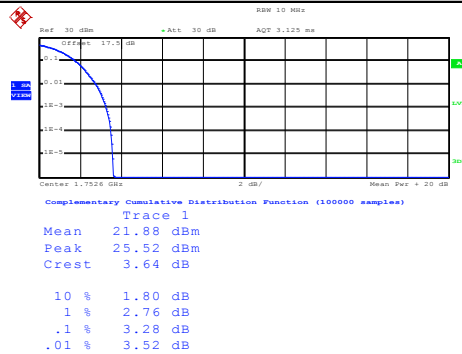 RBW 10 MHz
Ref 30 dBm Att 30 dB AQT 3.125 ms
Offset 17.5 dB
0.1
A
1 SA
VIEW
0.01
1E-3
LV
1E-4
1E-5
3D
Center 1.7526 GHz 2 dB/ Mean Pwr + 20 dB
Complementary Cumulative Distribution Function (100000 samples)
Trace 1
Mean 21.88 dBm
Peak 25.52 dBm
Crest 3.64 dB
10 % 1.80 dB
1 % 2.76 dB
.1 % 3.28 dB
.01 % 3.52 dB